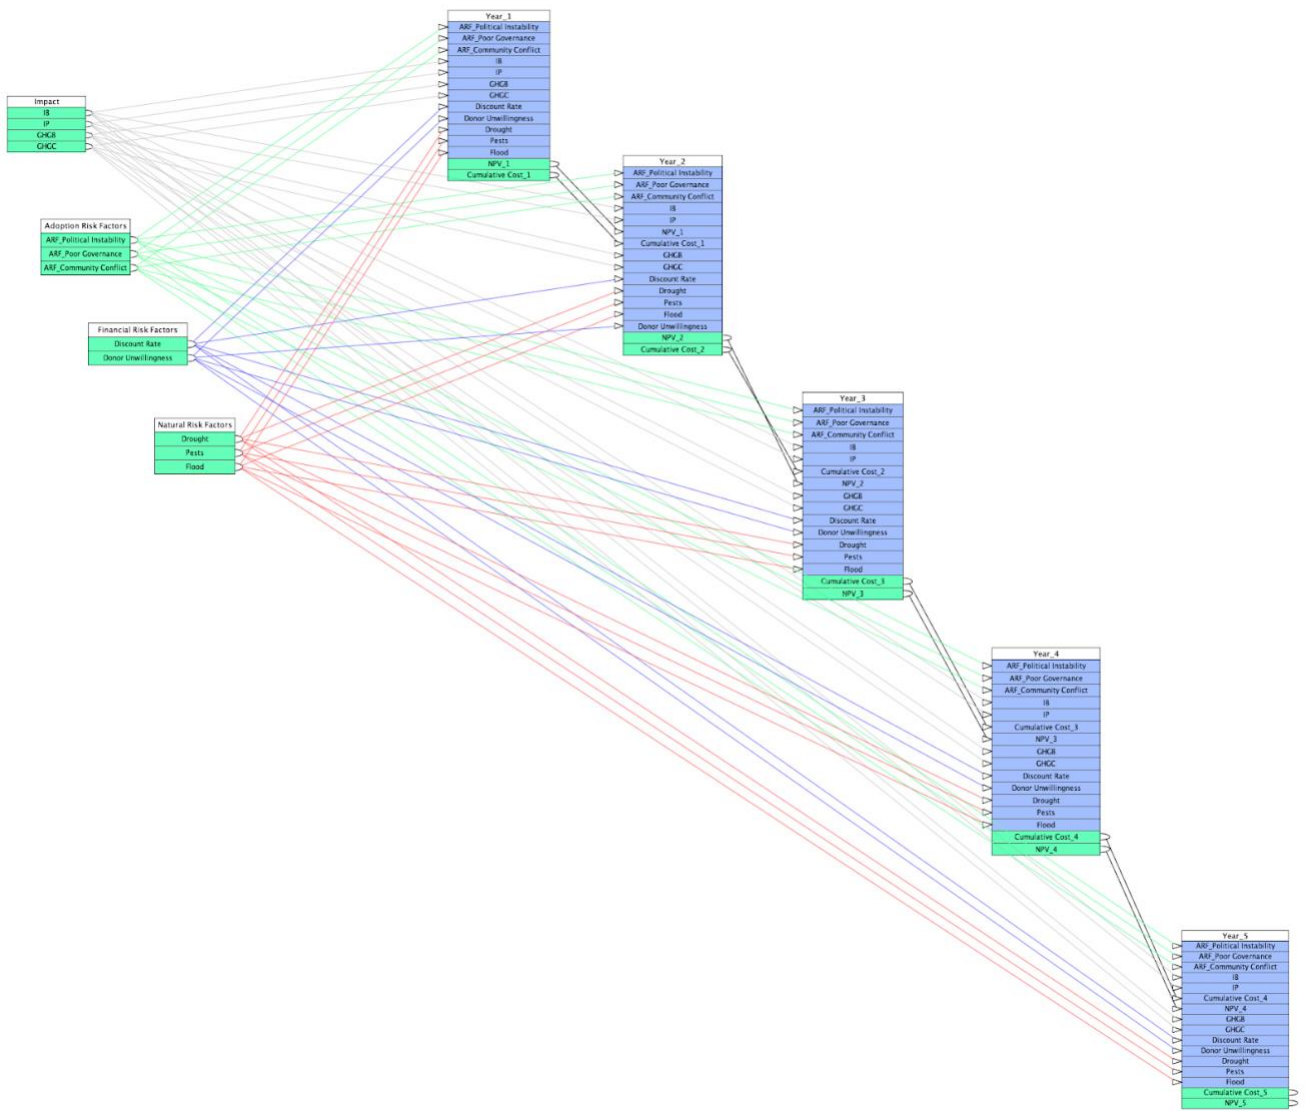 Impact
IB
IP
GHGB
GHGC
Adoption Risk Factors
ARF_Political Instability
ARF_Poor Governance
ARF_Community Conflict
Financial Risk Factors
Discount Rate
Donor Unwillingness
Natural Risk Factors
Drought
Pests
Flood
Year_1
ARF_Political Instability
ARF_Poor Governance
ARF_Community Conflict
IB
IP
GHGB
GHGC
Discount Rate
Donor Unwillingness
Drought
Pests
Flood
NPV_1
Cumulative Cost_1
Year_2
ARF_Political Instability
ARF_Poor Governance
ARF_Community Conflict
IB
IP
NPV_1
Cumulative Cost_1
GHGB
GHGC
Discount Rate
Drought
Pests
Flood
Donor Unwillingness
NPV_2
Cumulative Cost_2
Year_3
ARF_Political Instability
ARF_Poor Governance
ARF_Community Conflict
IB
IP
Cumulative Cost_2
NPV_2
GHGB
GHGC
Discount Rate
Donor Unwillingness
Drought
Pests
Flood
Cumulative Cost_3
NPV_3
Year_4
ARF_Political Instability
ARF_Poor Governance
ARF_Community Conflict
IB
IP
Cumulative Cost_3
NPV_3
GHGB
GHGC
Discount Rate
Donor Unwillingness
Drought
Pests
Flood
Cumulative Cost_4
NPV_4
Year_5
ARF_Political Instability
ARF_Poor Governance
ARF_Community Conflict
IB
IP
Cumulative Cost_4
NPV_4
GHGB
GHGC
Discount Rate
Donor Unwillingness
Drought
Pests
Flood
Cumulative Cost_5
NPV_5